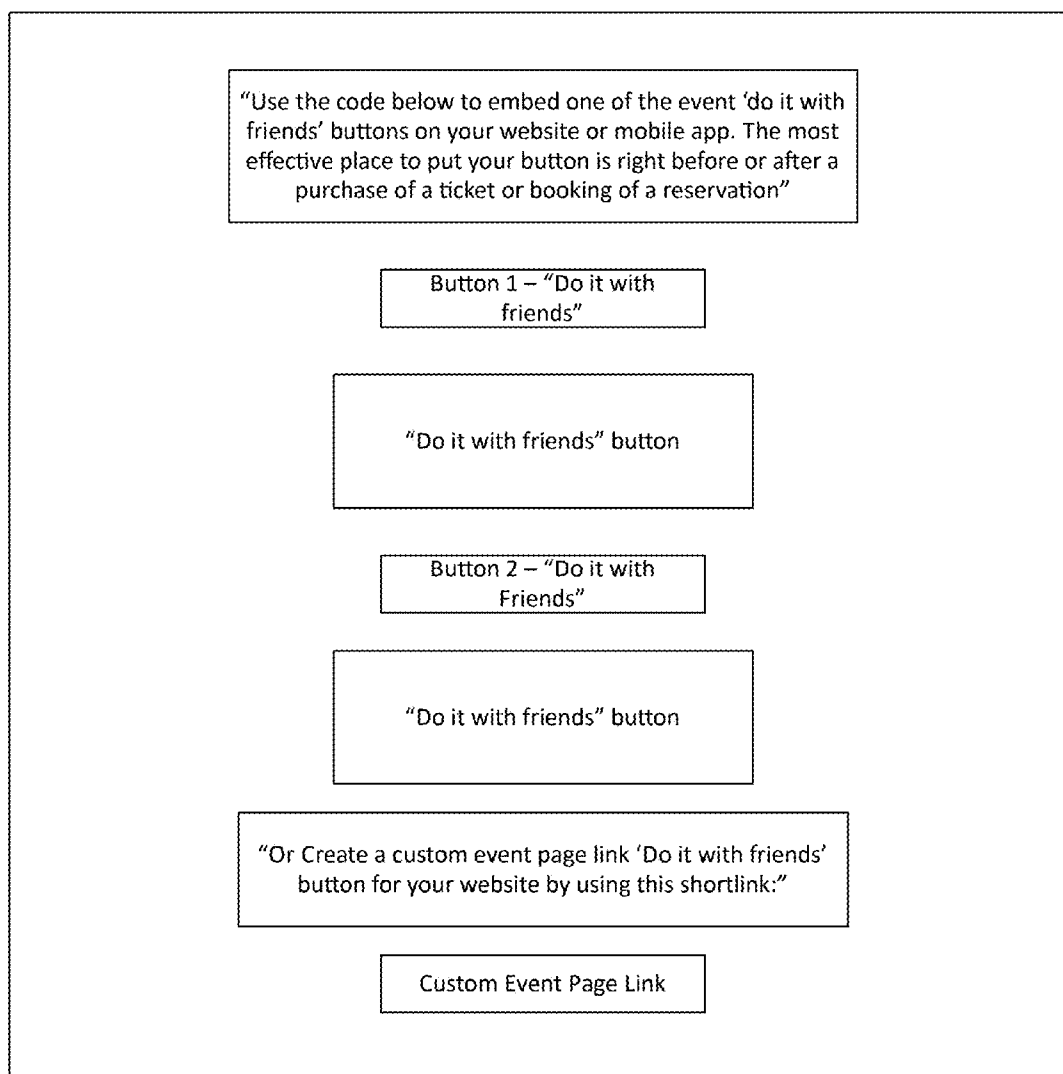 “Use the code below to embed one of the event ‘do it with
friends’ buttons on your website or mobile app. The most
effective place to put your button is right before or after a
purchase of a ticket or booking of a reservation”
Button 1 – “Do it with
friends”
“Do it with friends” button
Button 2 – “Do it with
Friends”
“Do it with friends” button
“Or Create a custom event page link ‘Do it with friends’
button for your website by using this shortlink:”
Custom Event Page Link